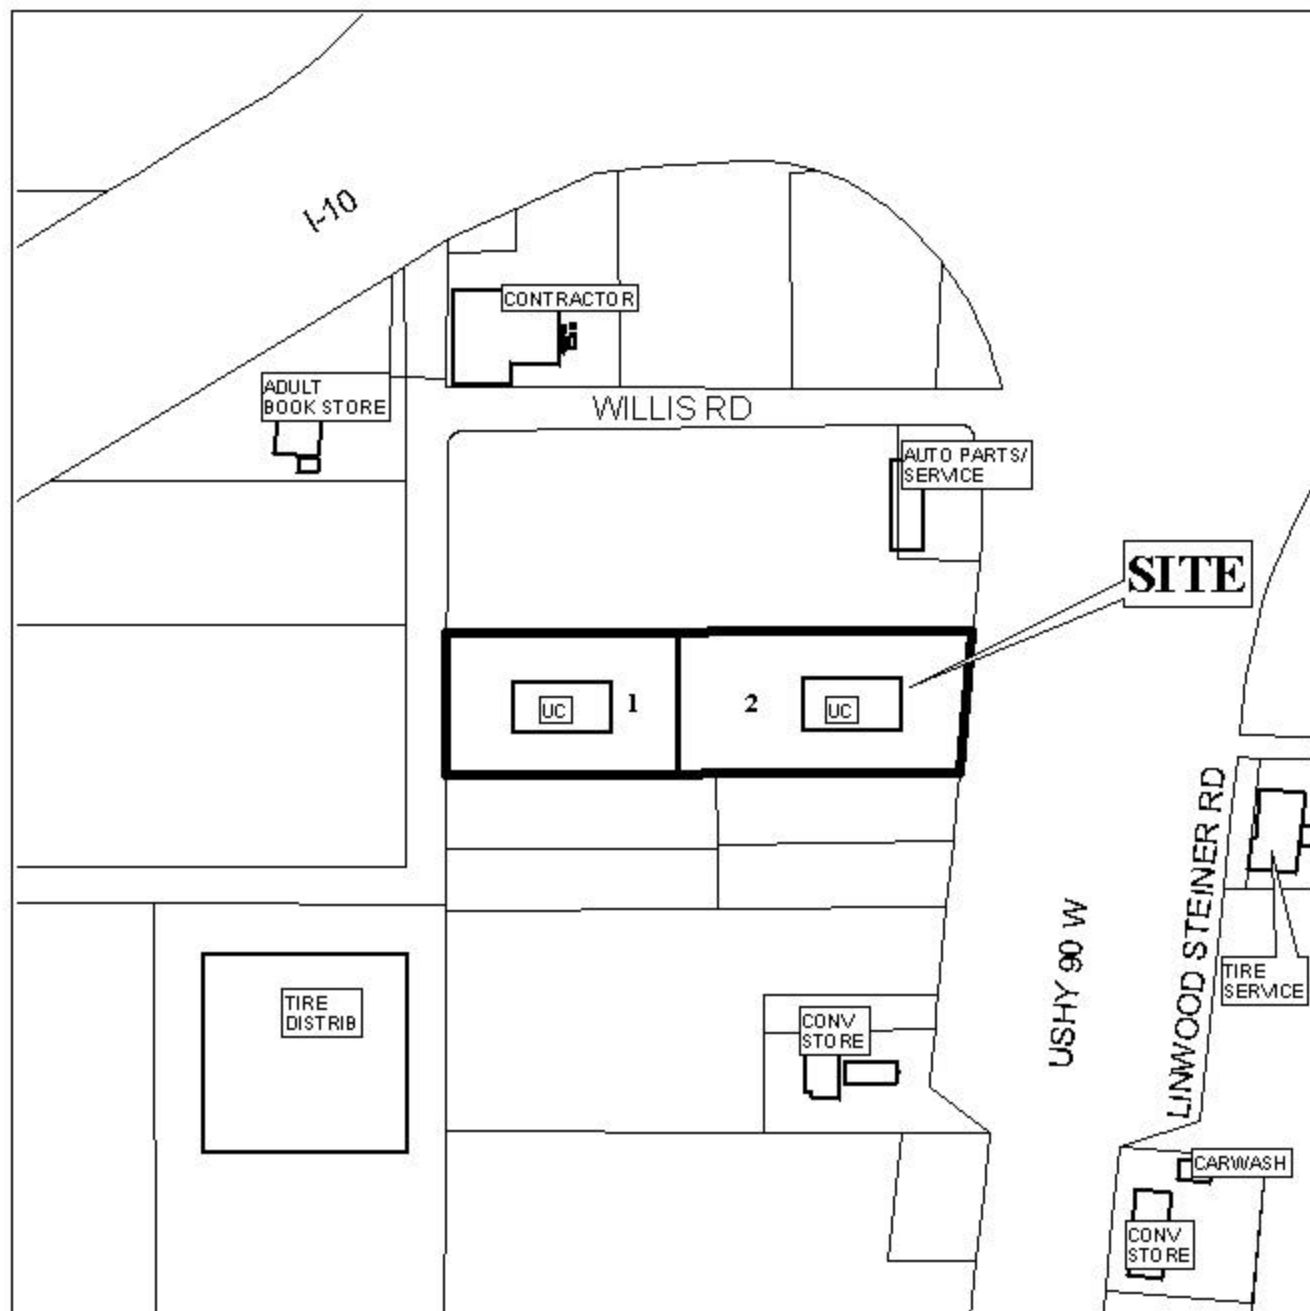 I-10
CONTRACTOR
ADULT
BOOK STORE
WILLIS RD
AUTO PARTS/
SERVICE
SITE
UC
1
2
UC
LINWOOD STEINER RD
USHY 90 W
TIRE
SERVICE
TIRE
DISTRIB
CONV
STORE
CARWASH
CONV
STORE